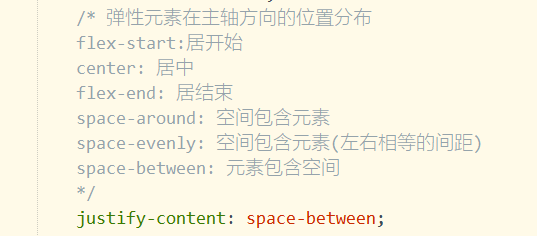 /* 弹性元素在主轴方向的位置分布
flex-start:居开始
center: 居中
flex-end: 居结束
space-around: 空间包含元素
space-evenly: 空间包含元素(左右相等的间距)
space-between: 元素包含空间
*/
justify-content: space-between;